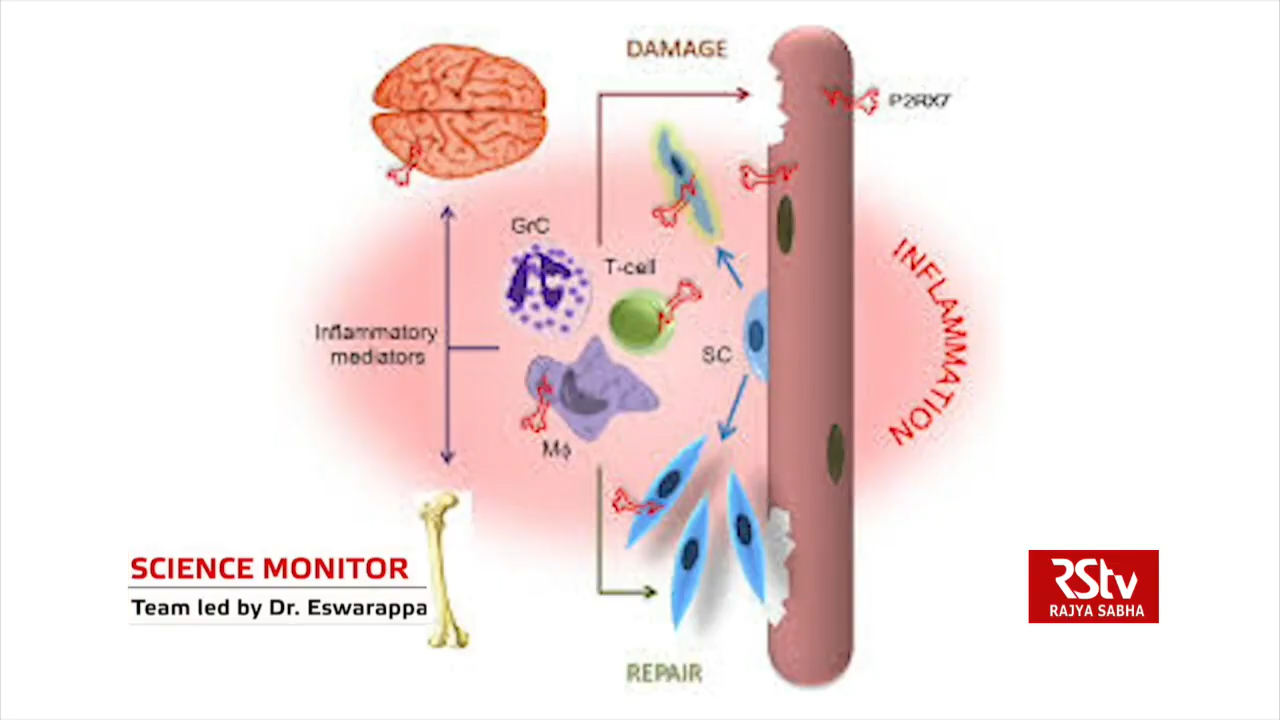 DAMAGE
P2RX7
GrC
T-cell
INFLAMMATION
Inflammatory
mediators
SC
Mϕ
SCIENCE MONITOR
Team led by Dr. Eswarappa
RStv
RAJYA SABHA
REPAIR